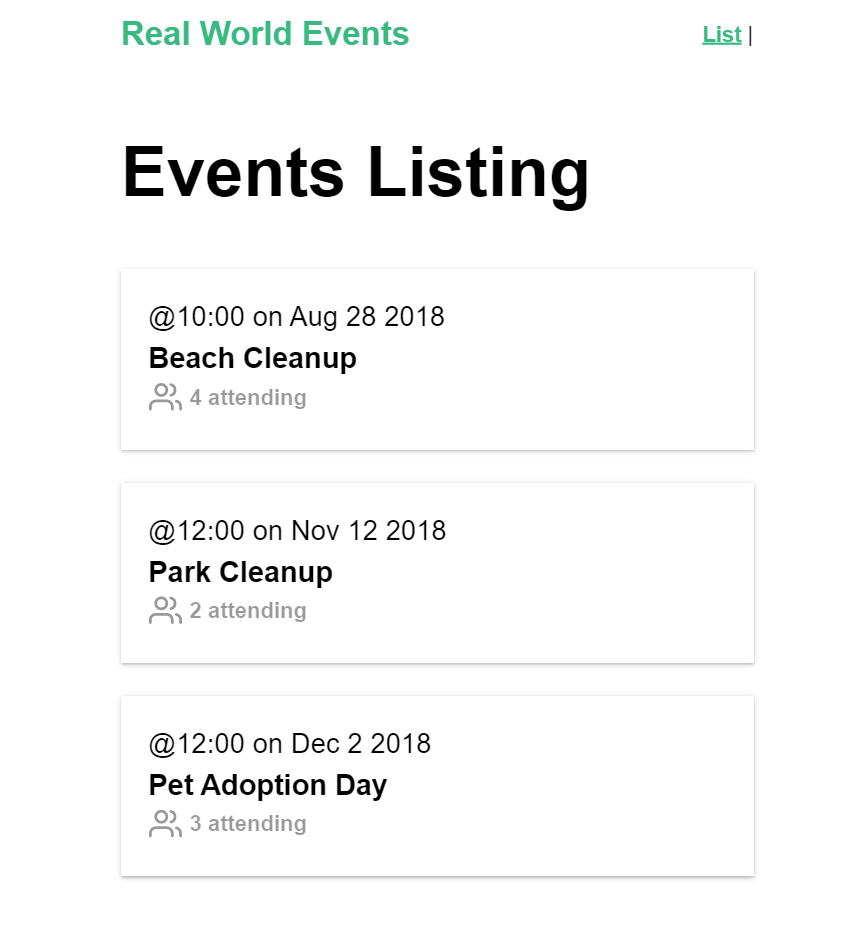 Real World Events
List |
Events Listing
@10:00 on Aug 28 2018
Beach Cleanup
4 attending
@12:00 on Nov 12 2018
Park Cleanup
2 attending
@12:00 on Dec 2 2018
Pet Adoption Day
3 attending